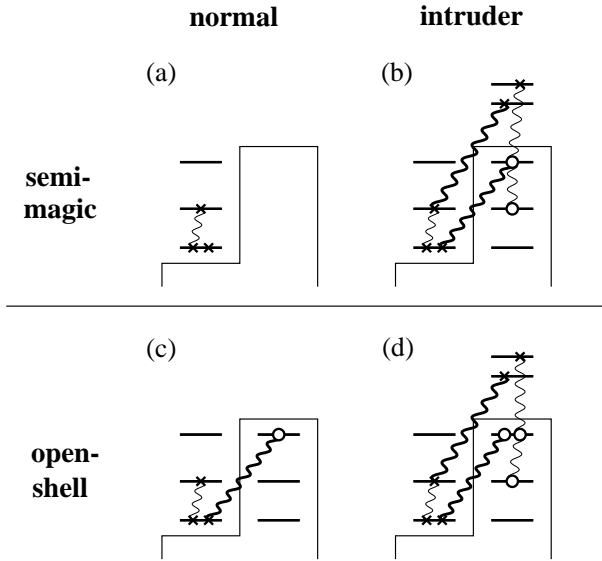 normal intruder
(a) (b)
semi-
magic
(c) (d)
open-
shell